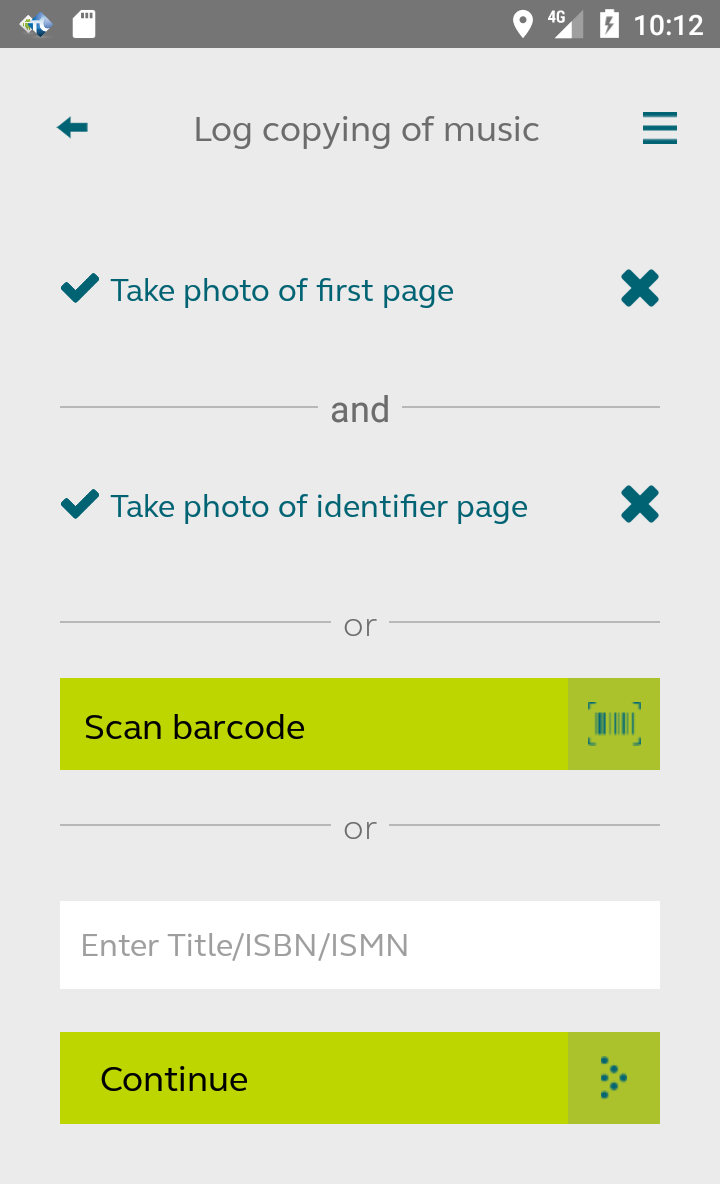 4G 10:12
Log copying of music
Take photo of first page
and
Take photo of identifier page
or
Scan barcode
or
Enter Title/ISBN/ISMN
Continue